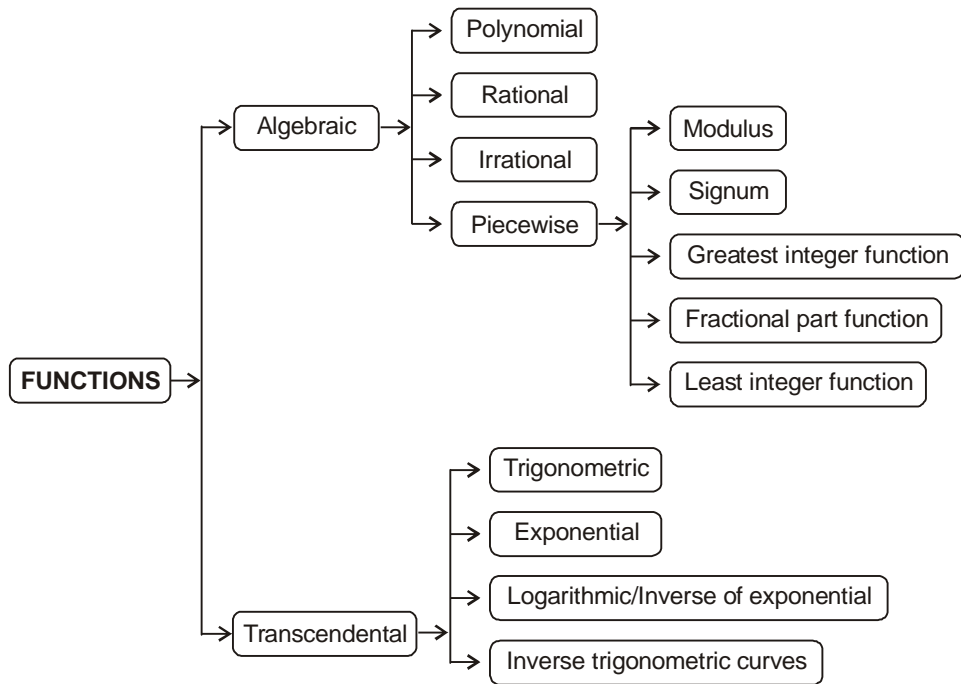 FUNCTIONS
Algebraic
Polynomial
Rational
Irrational
Piecewise
Modulus
Signum
Greatest integer function
Fractional part function
Least integer function
Transcendental
Trigonometric
Exponential
Logarithmic/Inverse of exponential
Inverse trigonometric curves